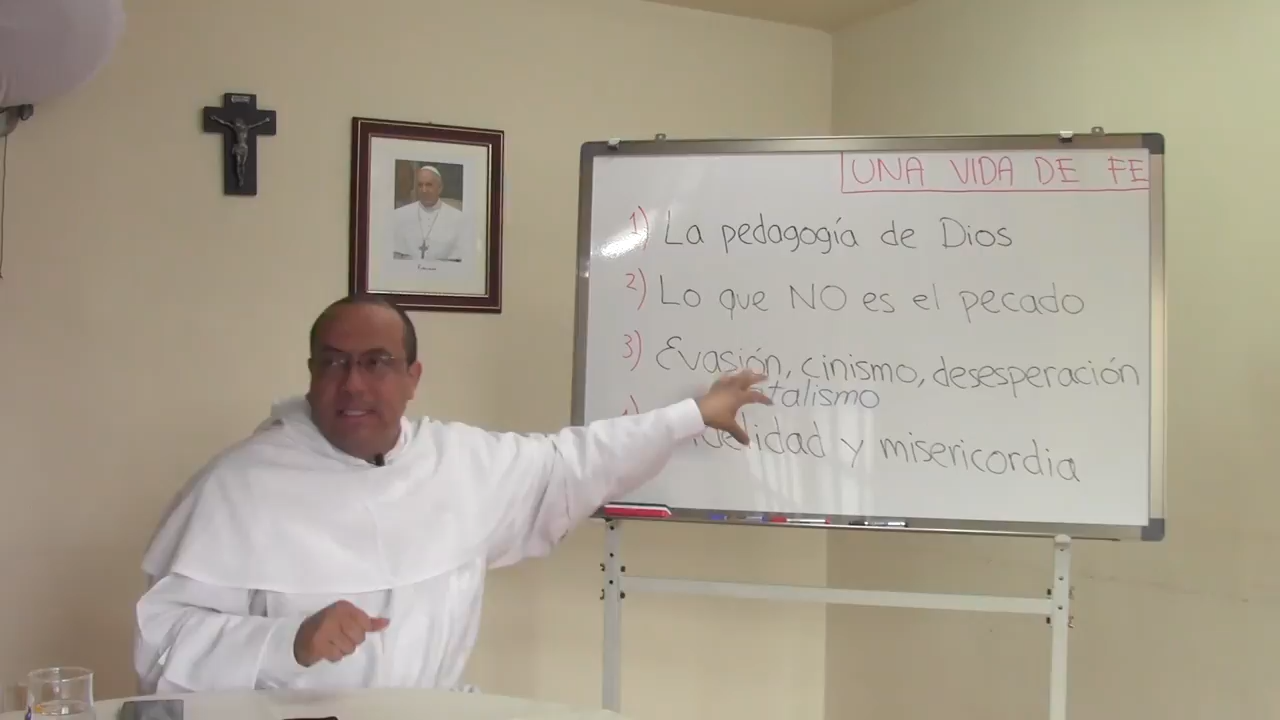 UNA VIDA DE FE
1) La pedagogía de Dios
2) Lo que NO es el pecado
3) Evasión, cinismo, desesperación
y misericordia